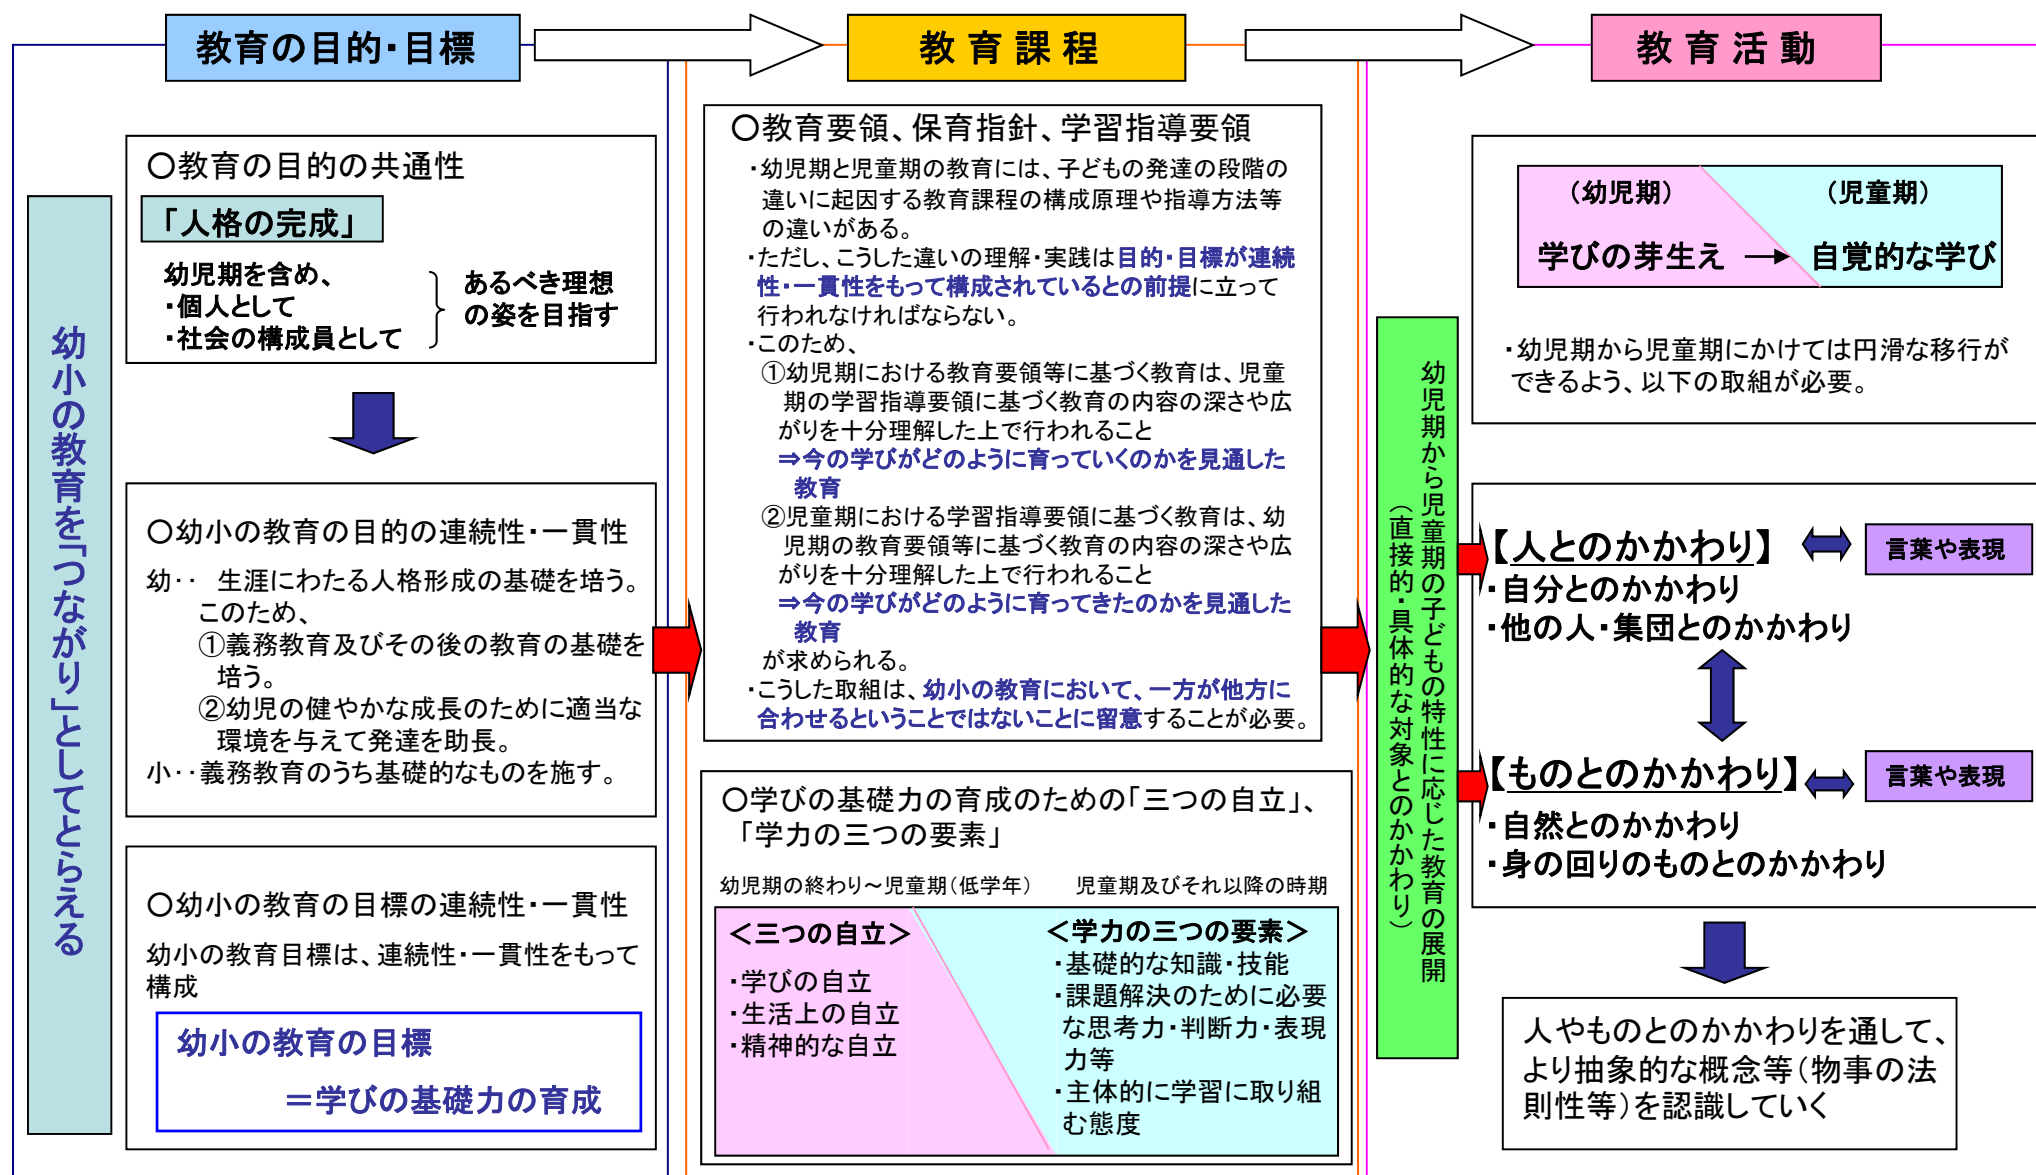 教育の目的・目標
教育課程
教育活動
幼小の教育を「つながり」としてとらえる
○教育の目的の共通性
「人格の完成」
幼児期を含め、
・個人として
・社会の構成員として
あるべき理想
の姿を目指す
○幼小の教育の目的の連続性・一貫性
幼‥ 生涯にわたる人格形成の基礎を培う。
このため、
①義務教育及びその後の教育の基礎を
培う。
②幼児の健やかな成長のために適当な
環境を与えて発達を助長。
小‥義務教育のうち基礎的なものを施す。
○幼小の教育の目標の連続性・一貫性
幼小の教育目標は、連続性・一貫性をもって
構成
幼小の教育の目標
＝学びの基礎力の育成
○教育要領、保育指針、学習指導要領
・幼児期と児童期の教育には、子どもの発達の段階の
違いに起因する教育課程の構成原理や指導方法等
の違いがある。
・ただし、こうした違いの理解・実践は目的・目標が連続
性・一貫性をもって構成されているとの前提に立って
行われなければならない。
・このため、
①幼児期における教育要領等に基づく教育は、児童
期の学習指導要領に基づく教育の内容の深さや広
がりを十分理解した上で行われること
⇒今の学びがどのように育っていくのかを見通した
教育
②児童期における学習指導要領に基づく教育は、幼
児期の教育要領等に基づく教育の内容の深さや広
がりを十分理解した上で行われること
⇒今の学びがどのように育ってきたのかを見通した
教育
が求められる。
・こうした取組は、幼小の教育において、一方が他方に
合わせるということではないことに留意することが必要。
○学びの基礎力の育成のための「三つの自立」、
「学力の三つの要素」
幼児期の終わり～児童期（低学年）
児童期及びそれ以降の時期
＜三つの自立＞
・学びの自立
・生活上の自立
・精神的な自立
＜学力の三つの要素＞
・基礎的な知識・技能
・課題解決のために必要
な思考力・判断力・表現
力等
・主体的に学習に取り組
む態度
幼児期から児童期の子どもの特性に応じた教育の展開
（直接的・具体的な対象とのかかわり）
（幼児期）
（児童期）
学びの芽生え
自覚的な学び
・幼児期から児童期にかけては円滑な移行が
できるよう、以下の取組が必要。
【人とのかかわり】
言葉や表現
・自分とのかかわり
・他の人・集団とのかかわり
【ものとのかかわり】
言葉や表現
・自然とのかかわり
・身の回りのものとのかかわり
人やものとのかかわりを通して、
より抽象的な概念等（物事の法
則性等）を認識していく